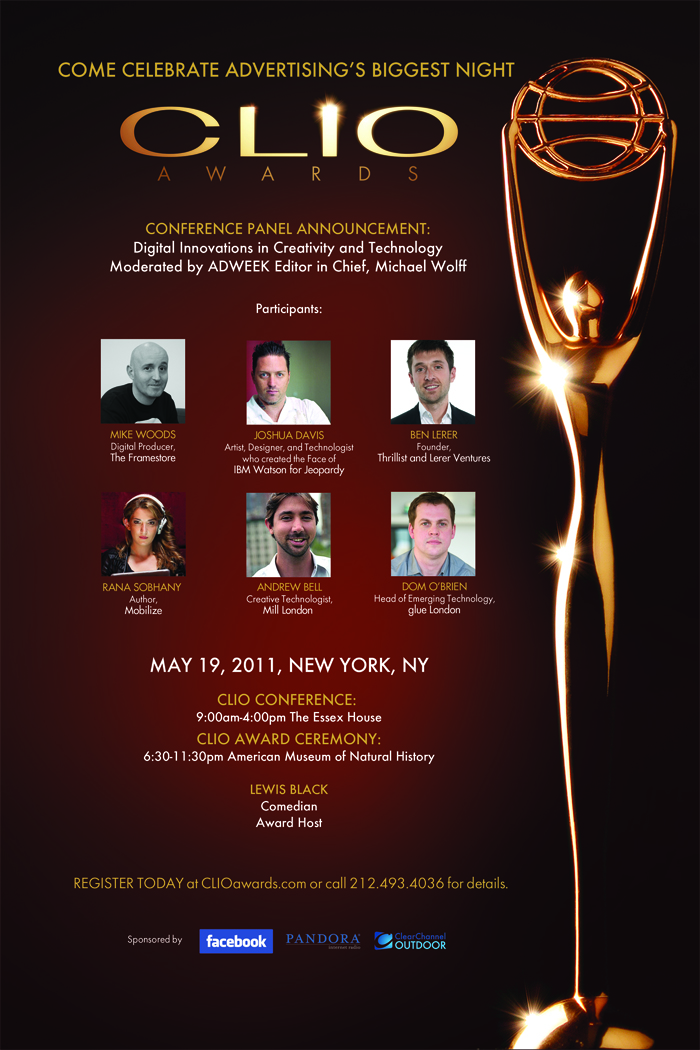 COME CELEBRATE ADVERTISING'S BIGGEST NIGHT
CLIO
AWARDS
CONFERENCE PANEL ANNOUNCEMENT:
Digital Innovations in Creativity and Technology
Moderated by ADWEEK Editor in Chief, Michael Wolff
Participants:
MIKE WOODS
Digital Producer,
The Framestore
JOSHUA DAVIS
Artist, Designer, and Technologist
who created the Face of
IBM Watson for Jeopardy
BEN LERER
Founder,
Thrillist and Lerer Ventures
RANA SOBHANY
Author,
Mobilize
ANDREW BELL
Creative Technologist,
Mill London
DOM O'BRIEN
Head of Emerging Technology,
glue London
MAY 19, 2011, NEW YORK, NY
CLIO CONFERENCE:
9:00am-4:00pm The Essex House
CLIO AWARD CEREMONY:
6:30-11:30pm American Museum of Natural History
LEWIS BLACK
Comedian
Award Host
REGISTER TODAY at CLIOawards.com or call 212.493.4036 for details.
Sponsored by
facebook
PANDORA
internet radio
ClearChannel
OUTDOOR